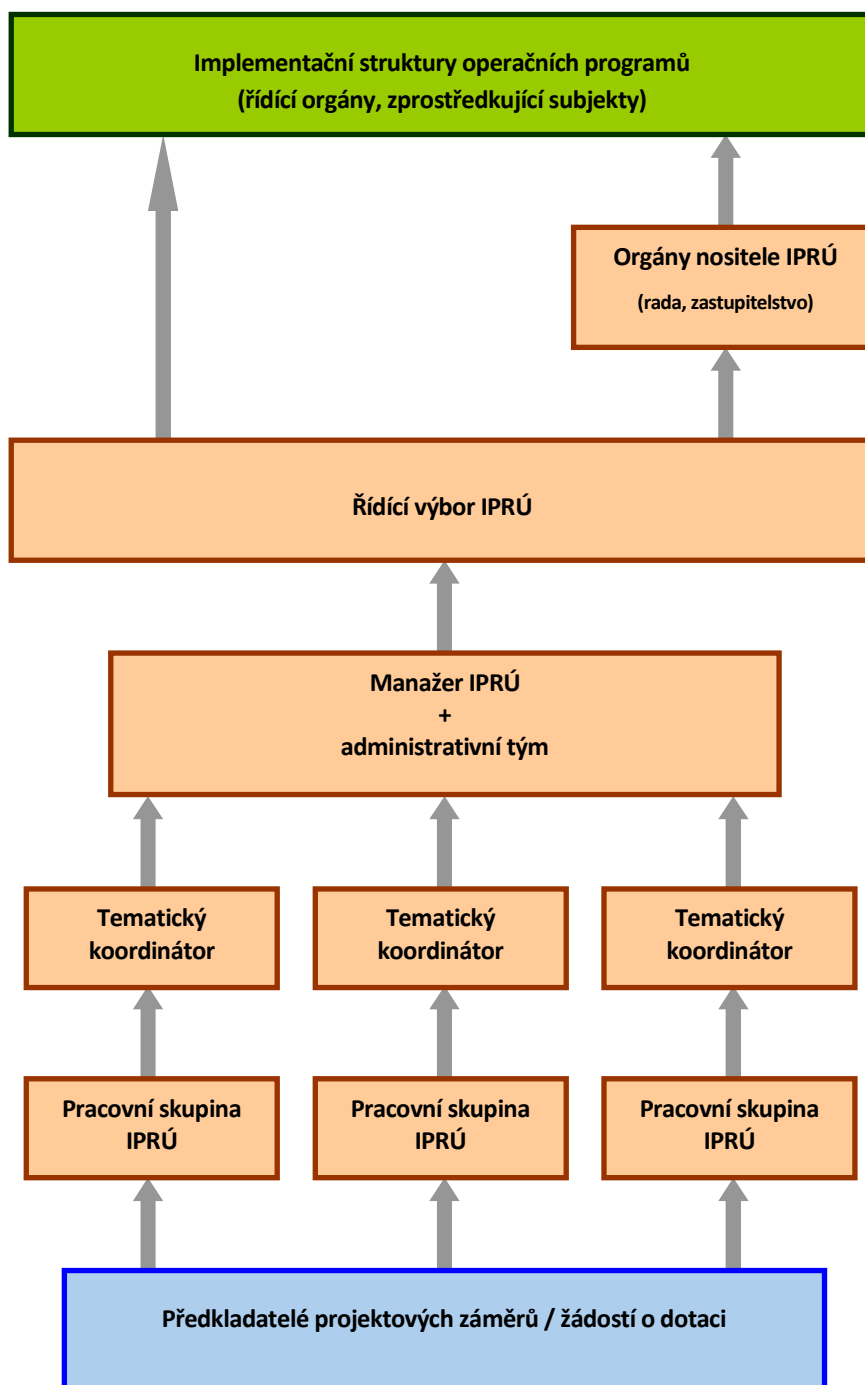 Implementační struktury operačních programů
(řídící orgány, zprostředkující subjekty)
Orgány nositele IPRÚ
(rada, zastupitelstvo)
Řídící výbor IPRÚ
Manažer IPRÚ
+
administrativní tým
Tematický
koordinátor
Tematický
koordinátor
Tematický
koordinátor
Pracovní skupina
IPRÚ
Pracovní skupina
IPRÚ
Pracovní skupina
IPRÚ
Předkladatelé projektových záměrů / žádostí o dotaci